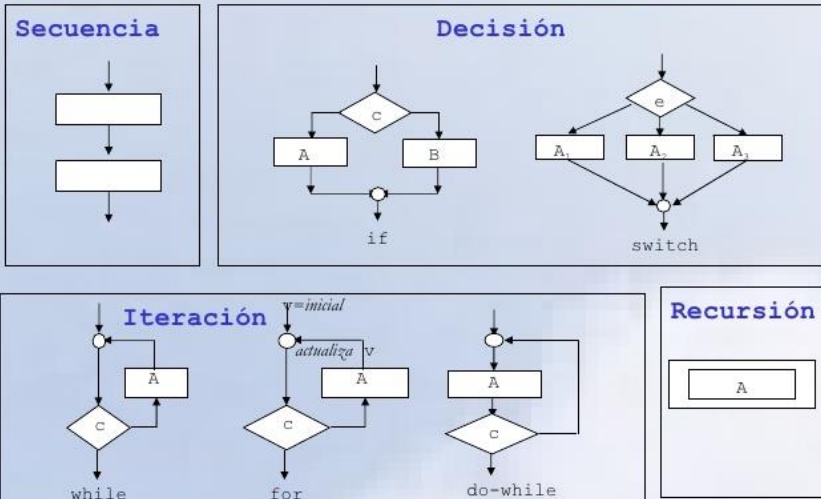 Secuencia
Decisión
c
A
B
if
e
A₁
A₂
A₃
switch
Iteración
A
c
while
v=inicial
actualiza v
A
c
for
A
c
do-while
Recursión
A